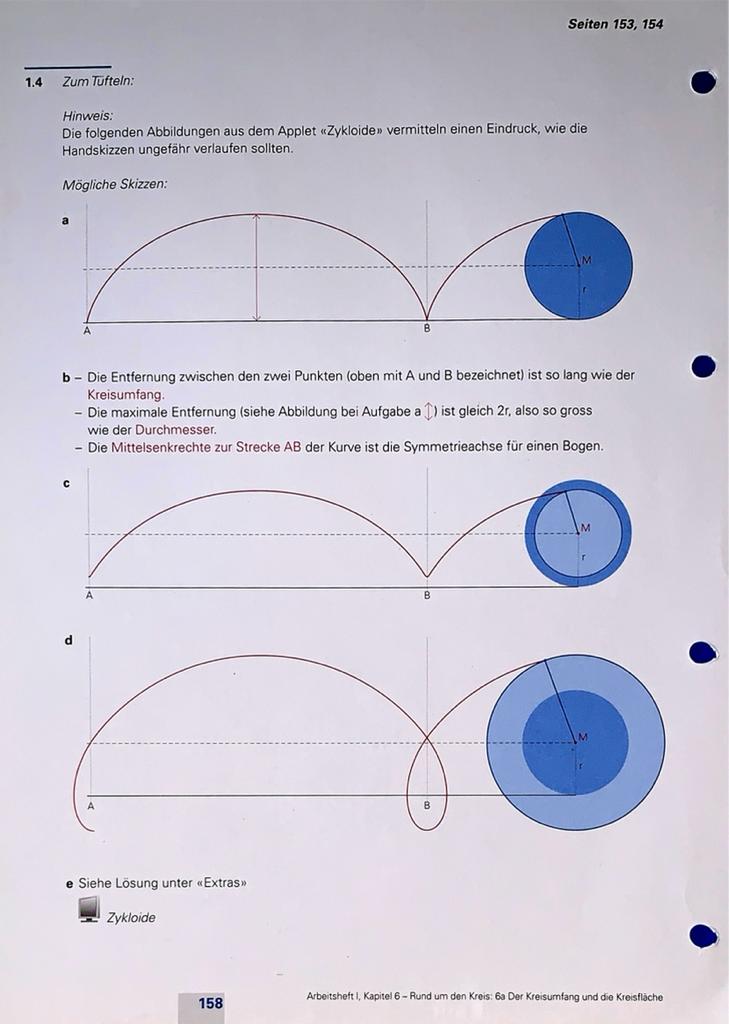 Seiten 153, 154
1.4 Zum Tüfteln:
Hinweis:
Die folgenden Abbildungen aus dem Applet «Zykloide» vermitteln einen Eindruck, wie die
Handskizzen ungefähr verlaufen sollten.
Mögliche Skizzen:
a
M
r
A
B
b – Die Entfernung zwischen den zwei Punkten (oben mit A und B bezeichnet) ist so lang wie der
Kreisumfang.
– Die maximale Entfernung (siehe Abbildung bei Aufgabe a ↕) ist gleich 2r, also so gross
wie der Durchmesser.
– Die Mittelsenkrechte zur Strecke AB der Kurve ist die Symmetrieachse für einen Bogen.
c
M
r
A
B
d
M
r
A
B
e Siehe Lösung unter «Extras»
Zykloide
158
Arbeitsheft I, Kapitel 6 – Rund um den Kreis: 6a Der Kreisumfang und die Kreisfläche